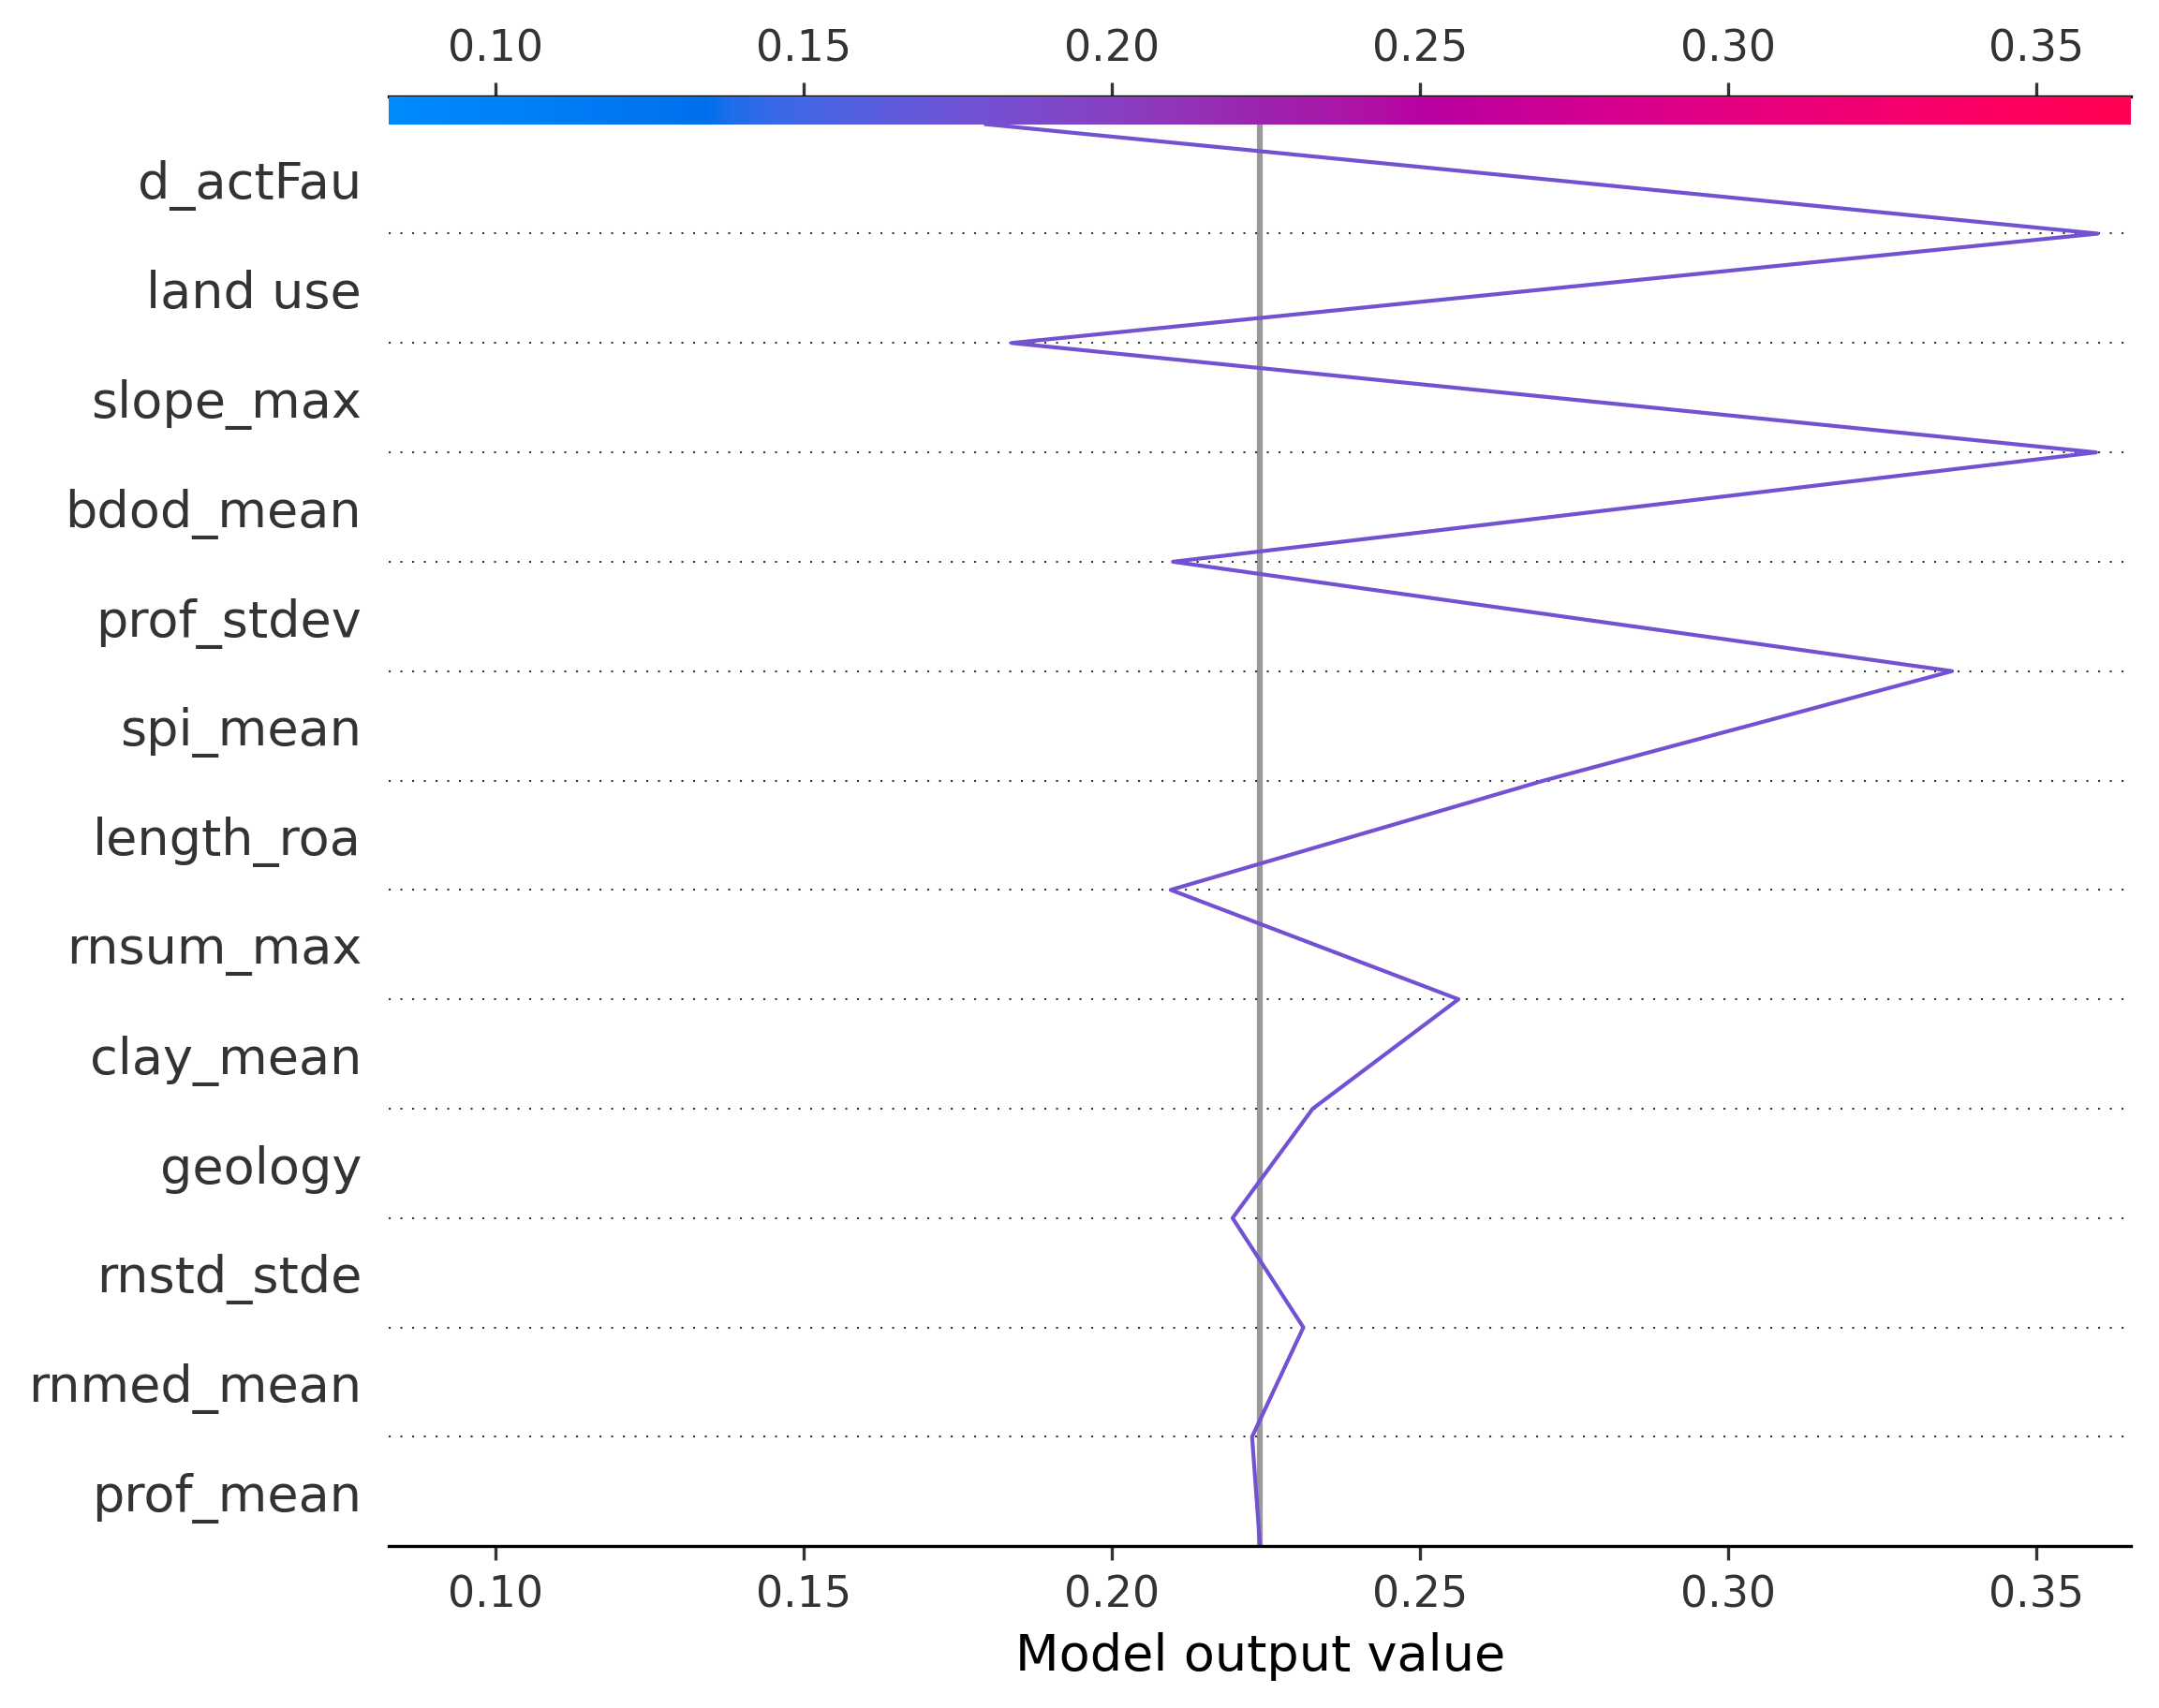 0.10 0.15 0.20 0.25 0.30 0.35
d_actFau
land use
slope_max
bdod_mean
prof_stdev
spi_mean
length_roa
rnsum_max
clay_mean
geology
rnstd_stde
rnmed_mean
prof_mean
0.10 0.15 0.20 0.25 0.30 0.35
Model output value